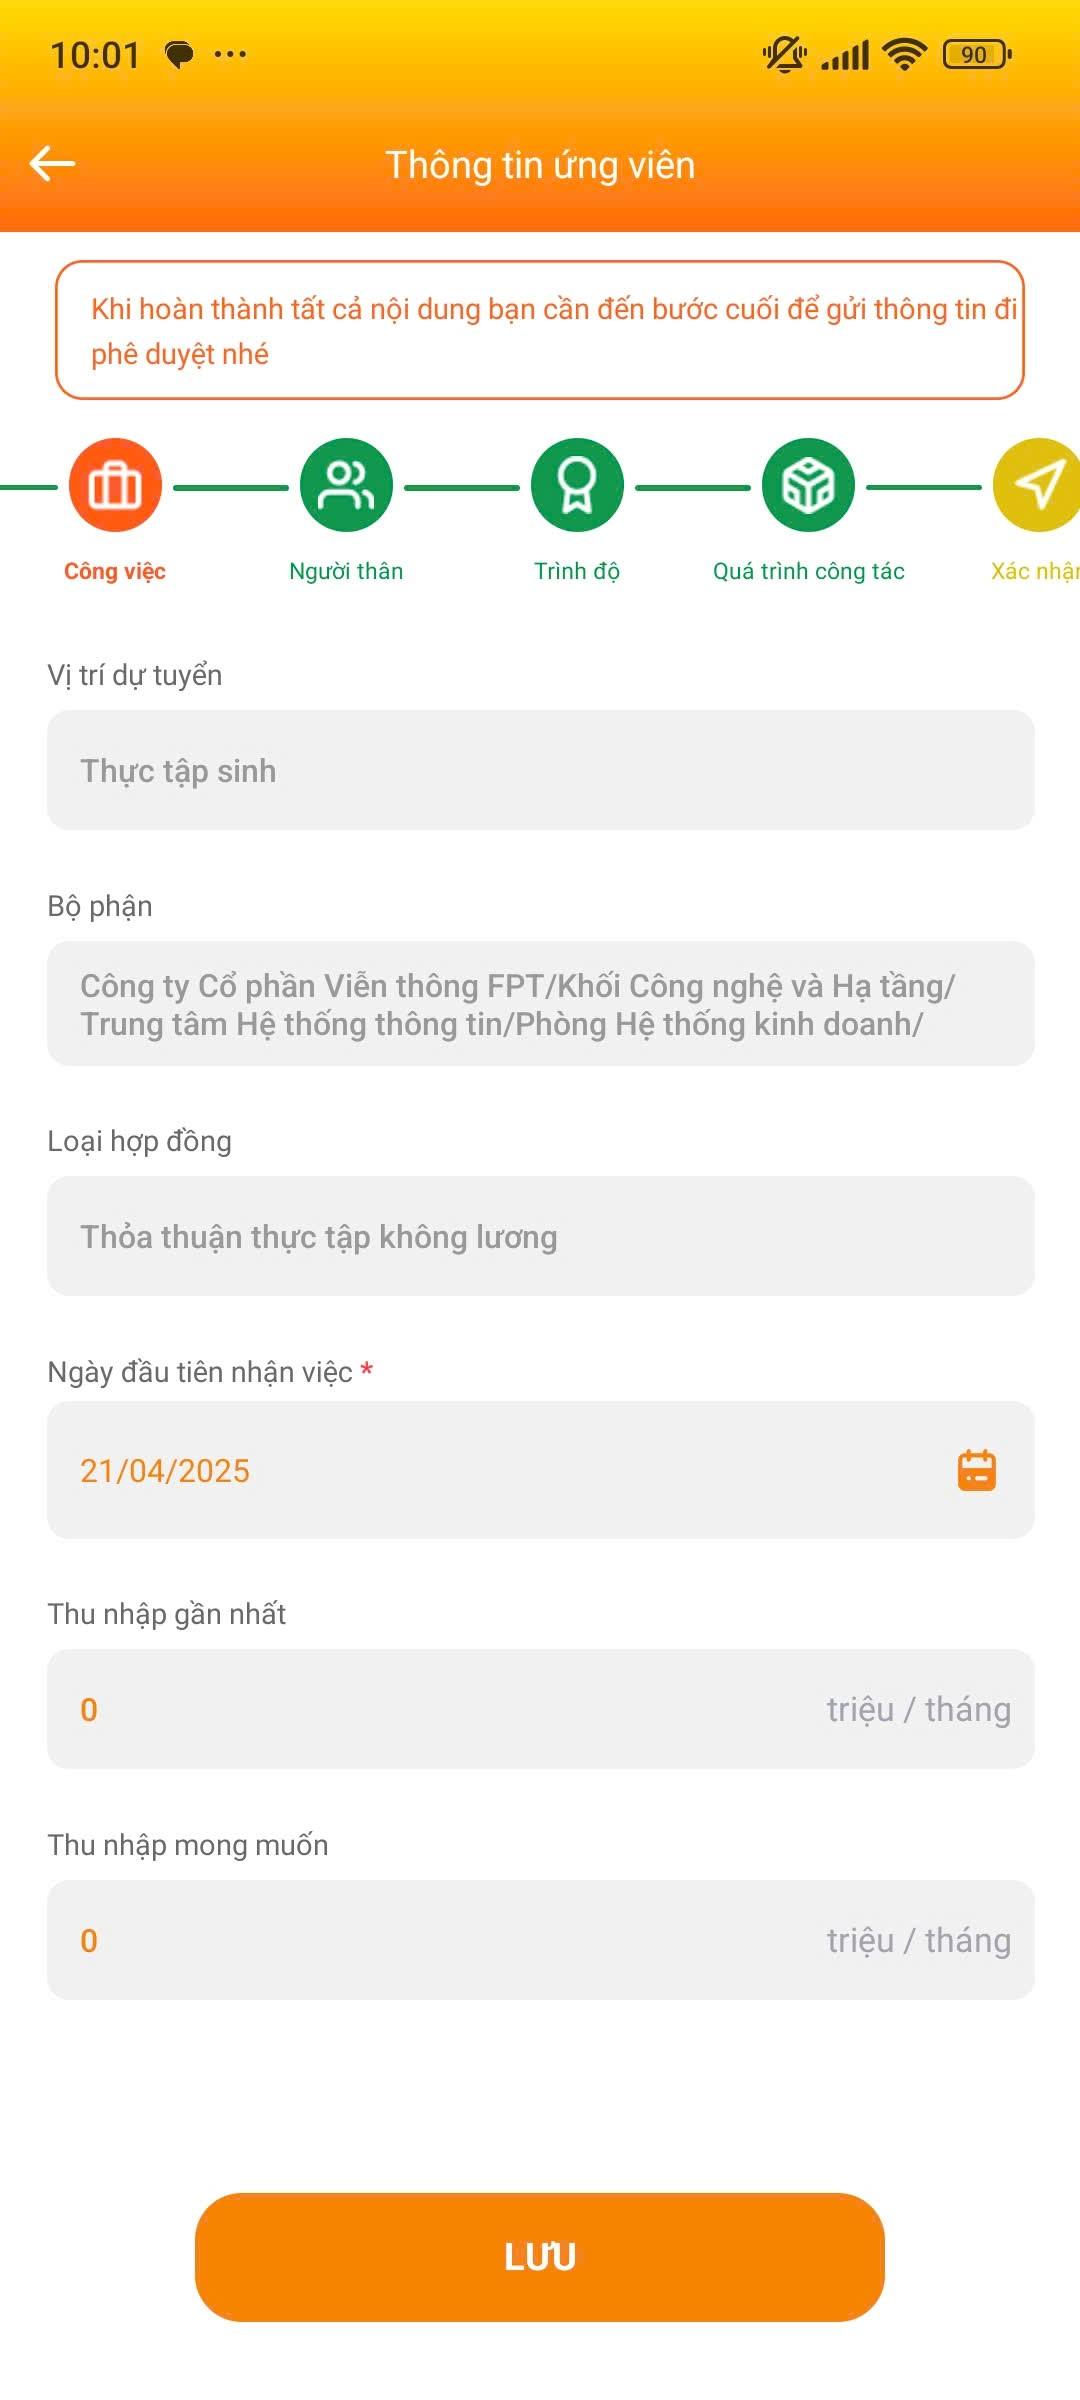 10:01
90
Thông tin ứng viên
Khi hoàn thành tất cả nội dung bạn cần đến bước cuối để gửi thông tin đi
phê duyệt nhé
Công việc
Người thân
Trình độ
Quá trình công tác
Xác nhận
Vị trí dự tuyển
Thực tập sinh
Bộ phận
Công ty Cổ phần Viễn thông FPT/Khối Công nghệ và Hạ tầng/
Trung tâm Hệ thống thông tin/Phòng Hệ thống kinh doanh/
Loại hợp đồng
Thỏa thuận thực tập không lương
Ngày đầu tiên nhận việc *
21/04/2025
Thu nhập gần nhất
0 triệu / tháng
Thu nhập mong muốn
0 triệu / tháng
LƯU